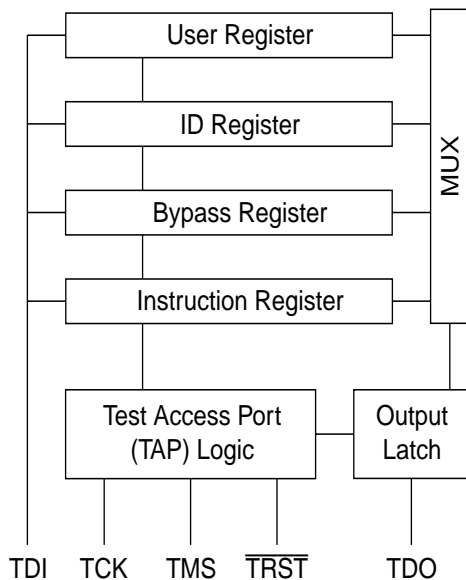 User Register
ID Register
MUX
Bypass Register
Instruction Register
Test Access Port
(TAP) Logic
Output
Latch
TDI TCK TMS T̅R̅S̅T̅ TDO